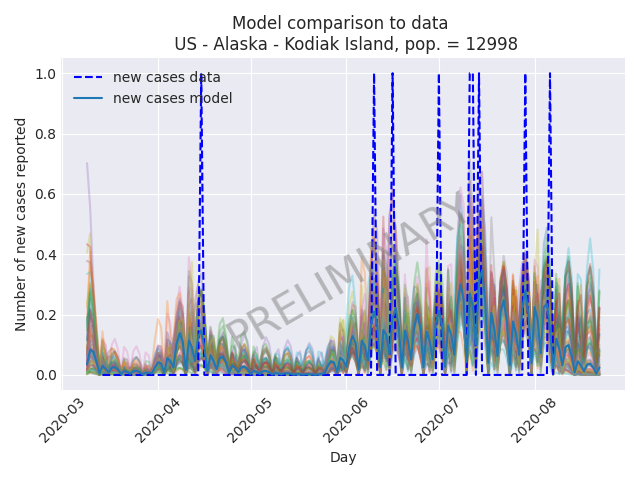 Model comparison to data
US - Alaska - Kodiak Island, pop. = 12998
new cases data
new cases model
PRELIMINARY
Number of new cases reported
1.0
0.8
0.6
0.4
0.2
0.0
2020-03
2020-04
2020-05
2020-06
2020-07
2020-08
Day